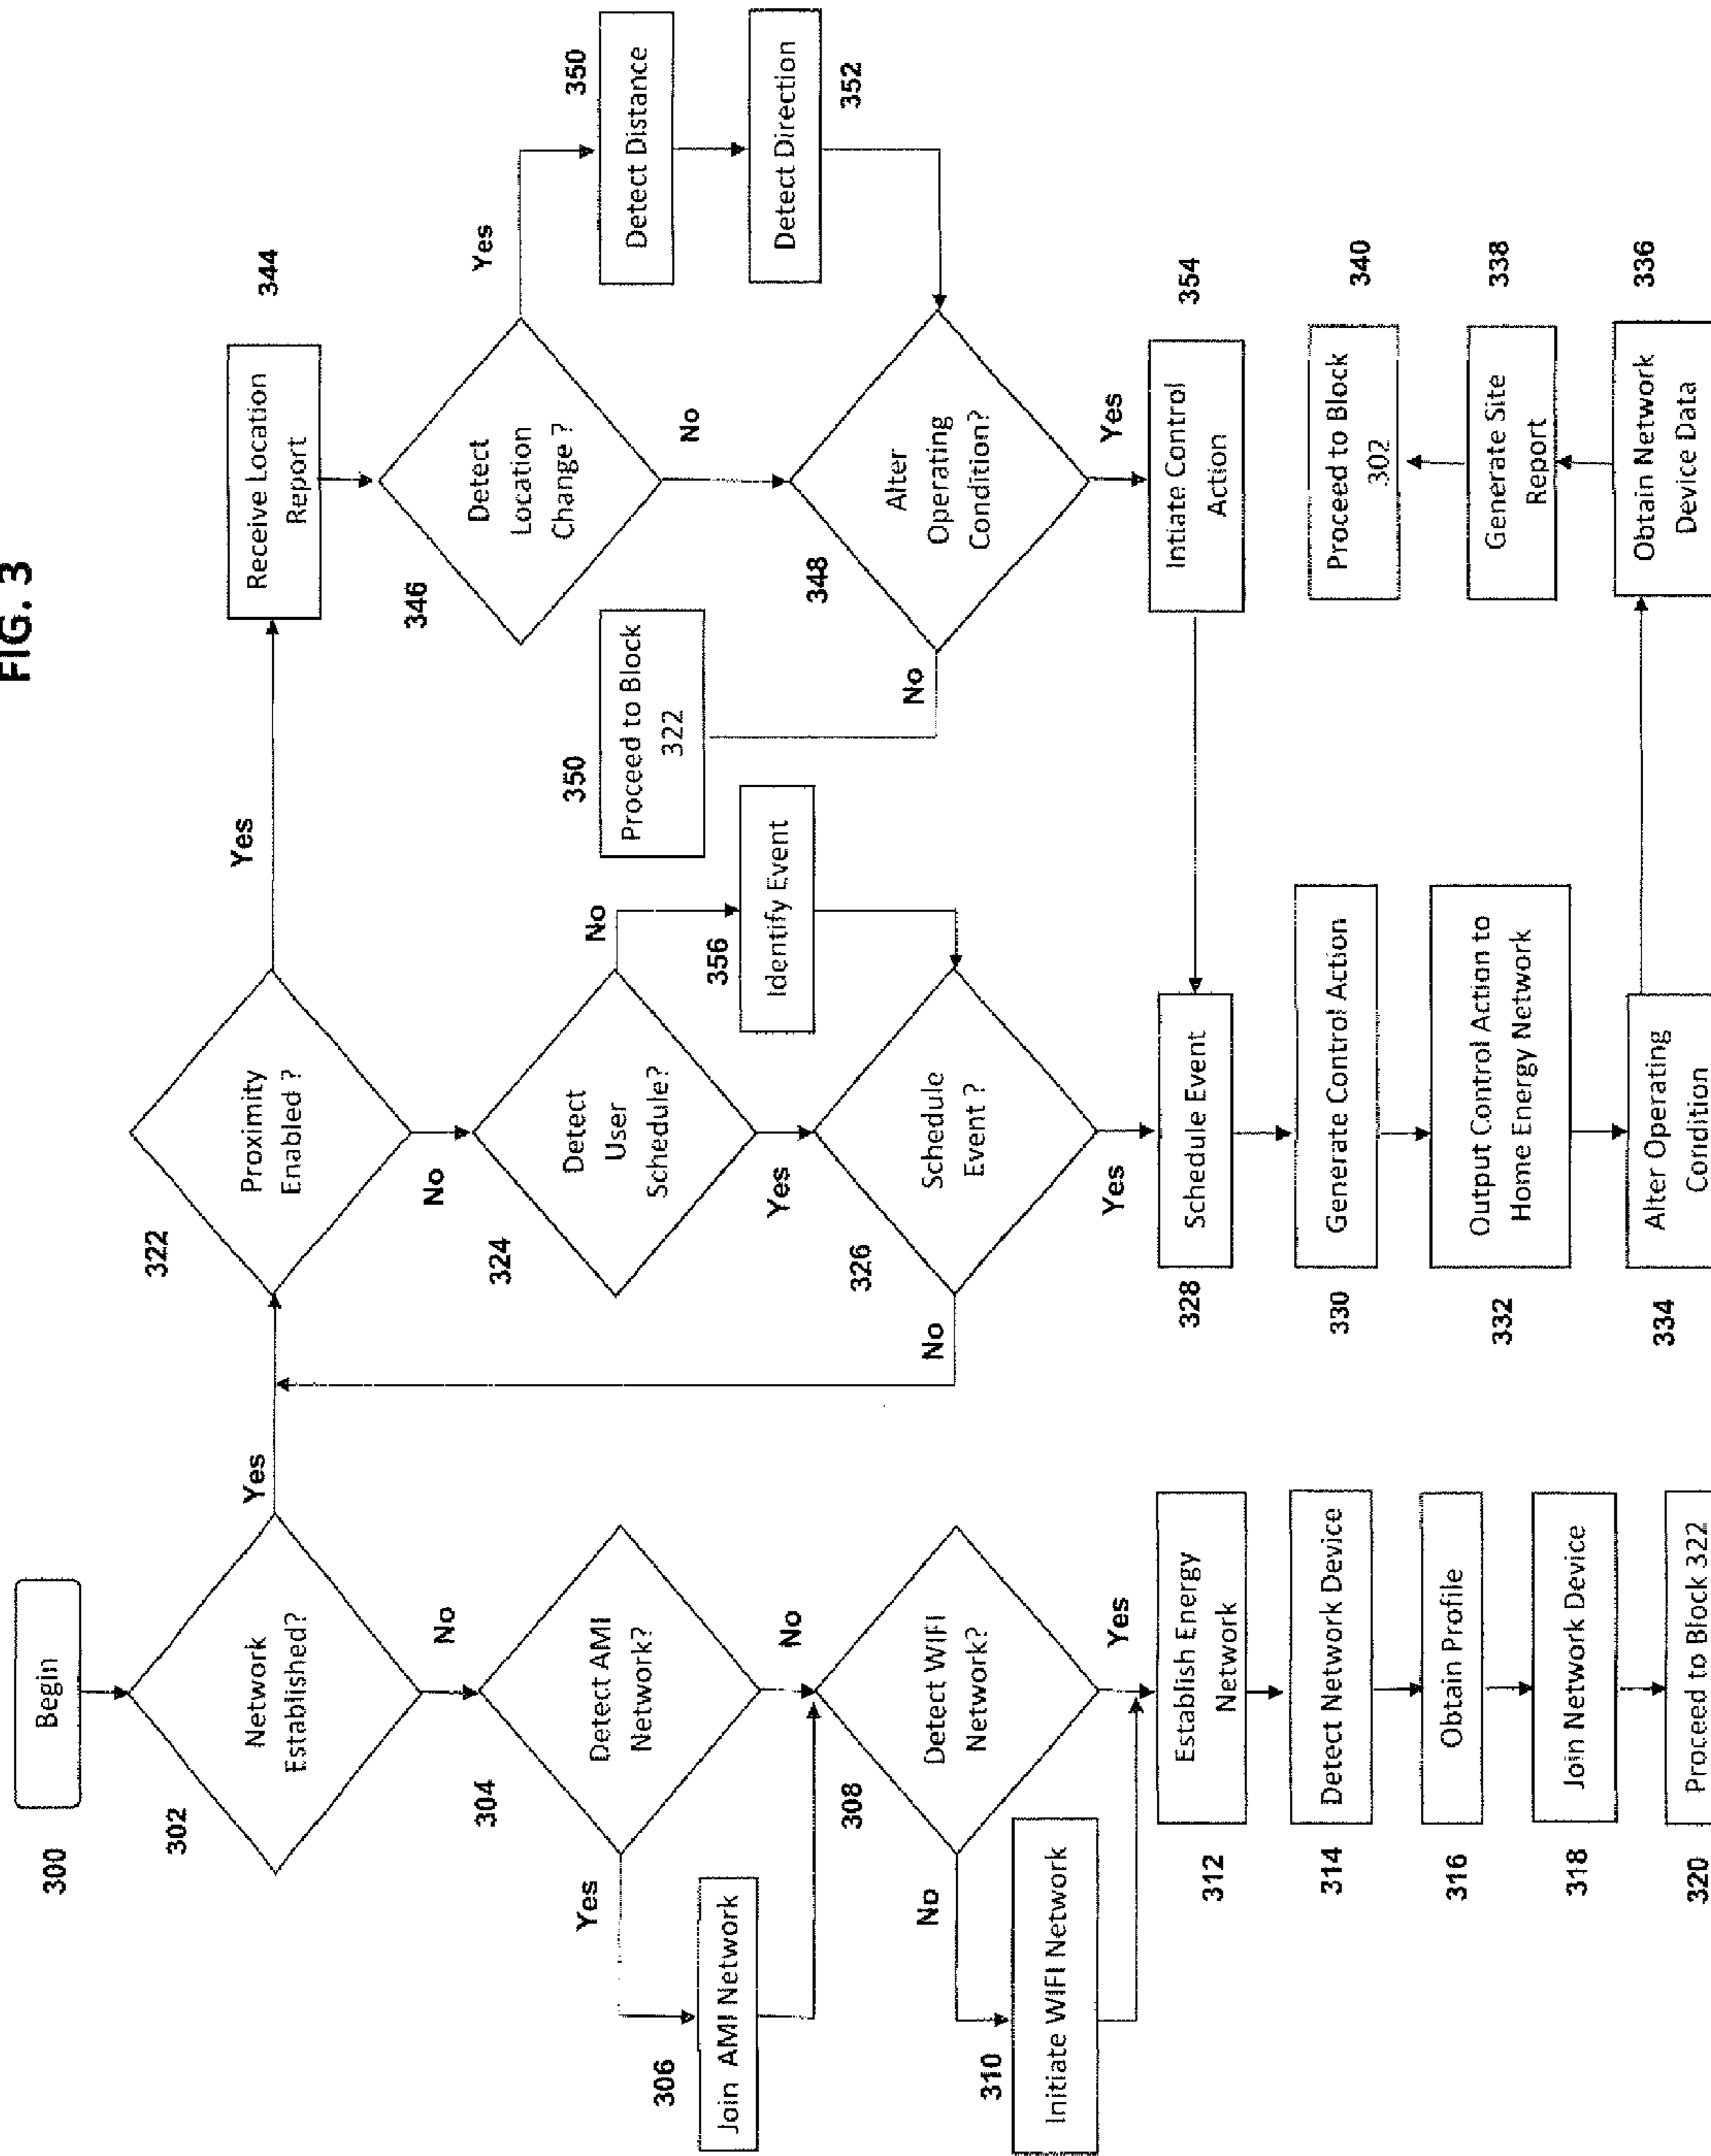 FIG. 3
300
Begin
302
Network
Established?
Yes
No
304
Detect AMI
Network?
Yes
No
306
Join AMI Network
308
Detect WIFI
Network?
No
Yes
310
Initiate WIFI Network
312
Establish Energy
Network
314
Detect Network Device
316
Obtain Profile
318
Join Network Device
320
Proceed to Block 322
322
Proximity
Enabled ?
Yes
No
324
Detect
User
Schedule?
No
Yes
356
Identify Event
326
Schedule
Event ?
No
Yes
328
Schedule Event
330
Generate Control Action
332
Output Control Action to
Home Energy Network
334
Alter Operating
Condition
344
Receive Location
Report
346
Detect
Location
Change ?
Yes
No
350
Detect Distance
Detect Direction
352
348
Alter
Operating
Condition?
No
Yes
350
Proceed to Block
322
354
Intiate Control
Action
340
Proceed to Block
302
338
Generate Site
Report
336
Obtain Network
Device Data